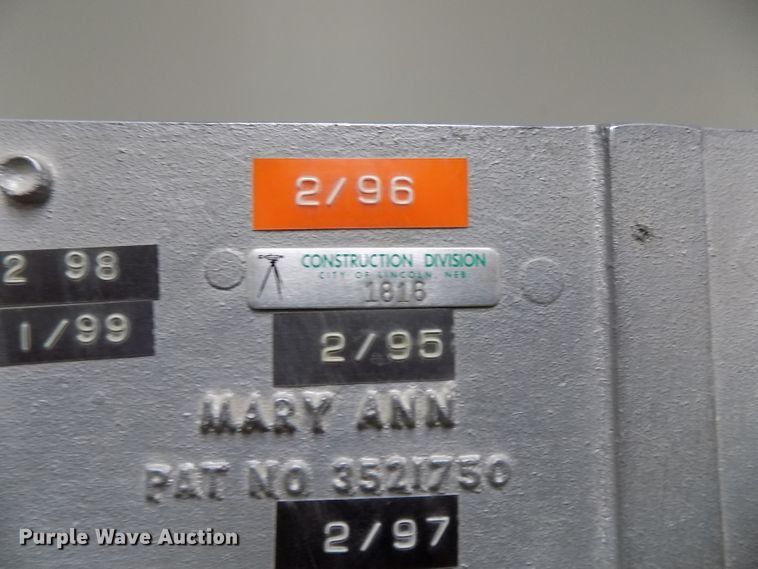 2/96
CONSTRUCTION DIVISION
CITY OF LINCOLN, NEB
1816
2 98
1/99
2/95
MARY ANN
PAT NO 3521750
2/97
Purple Wave Auction